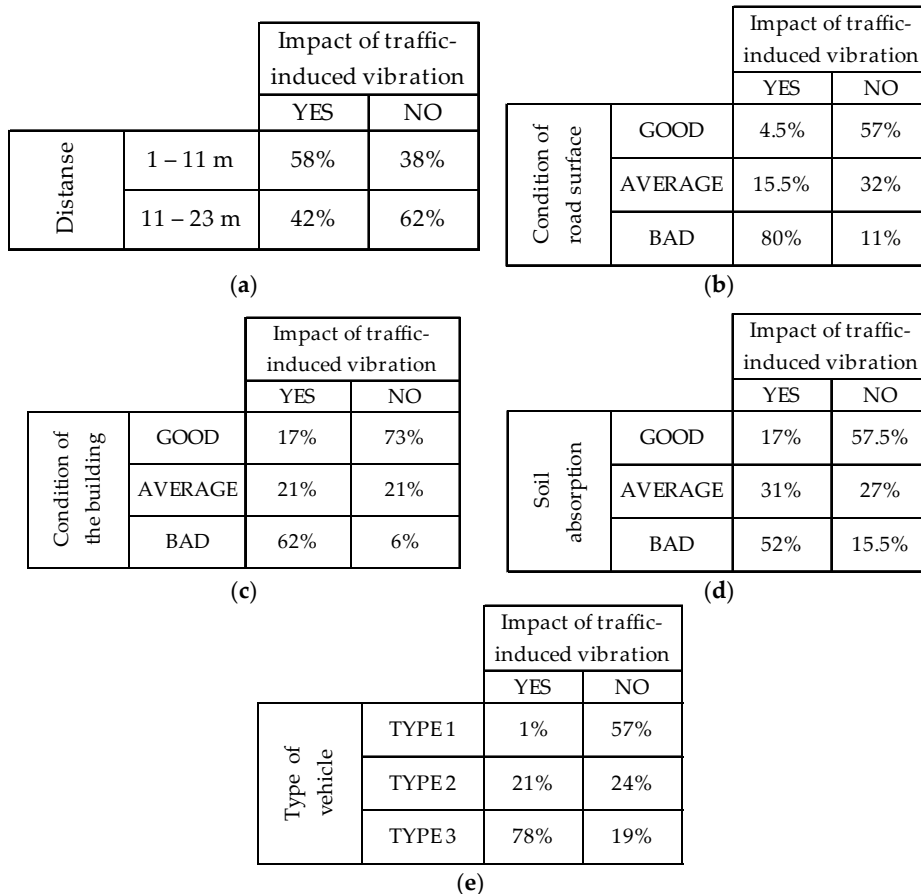 Impact of traffic-
induced vibration
YES NO
Distanse
1 – 11 m 58% 38%
11 – 23 m 42% 62%
(a)
Impact of traffic-
induced vibration
YES NO
Condition of
road surface
GOOD 4.5% 57%
AVERAGE 15.5% 32%
BAD 80% 11%
(b)
Impact of traffic-
induced vibration
YES NO
Condition of
the building
GOOD 17% 73%
AVERAGE 21% 21%
BAD 62% 6%
(c)
Impact of traffic-
induced vibration
YES NO
Soil
absorption
GOOD 17% 57.5%
AVERAGE 31% 27%
BAD 52% 15.5%
(d)
Impact of traffic-
induced vibration
YES NO
Type of
vehicle
TYPE 1 1% 57%
TYPE 2 21% 24%
TYPE 3 78% 19%
(e)